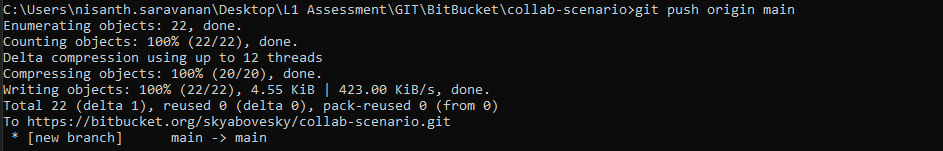 C:\Users\nisanth.saravanan\Desktop\L1 Assessment\GIT\BitBucket\collab-scenario>git push origin main
Enumerating objects: 22, done.
Counting objects: 100% (22/22), done.
Delta compression using up to 12 threads
Compressing objects: 100% (20/20), done.
Writing objects: 100% (22/22), 4.55 KiB | 423.00 KiB/s, done.
Total 22 (delta 1), reused 0 (delta 0), pack-reused 0 (from 0)
To https://bitbucket.org/skyabovesky/collab-scenario.git
 * [new branch]      main -> main